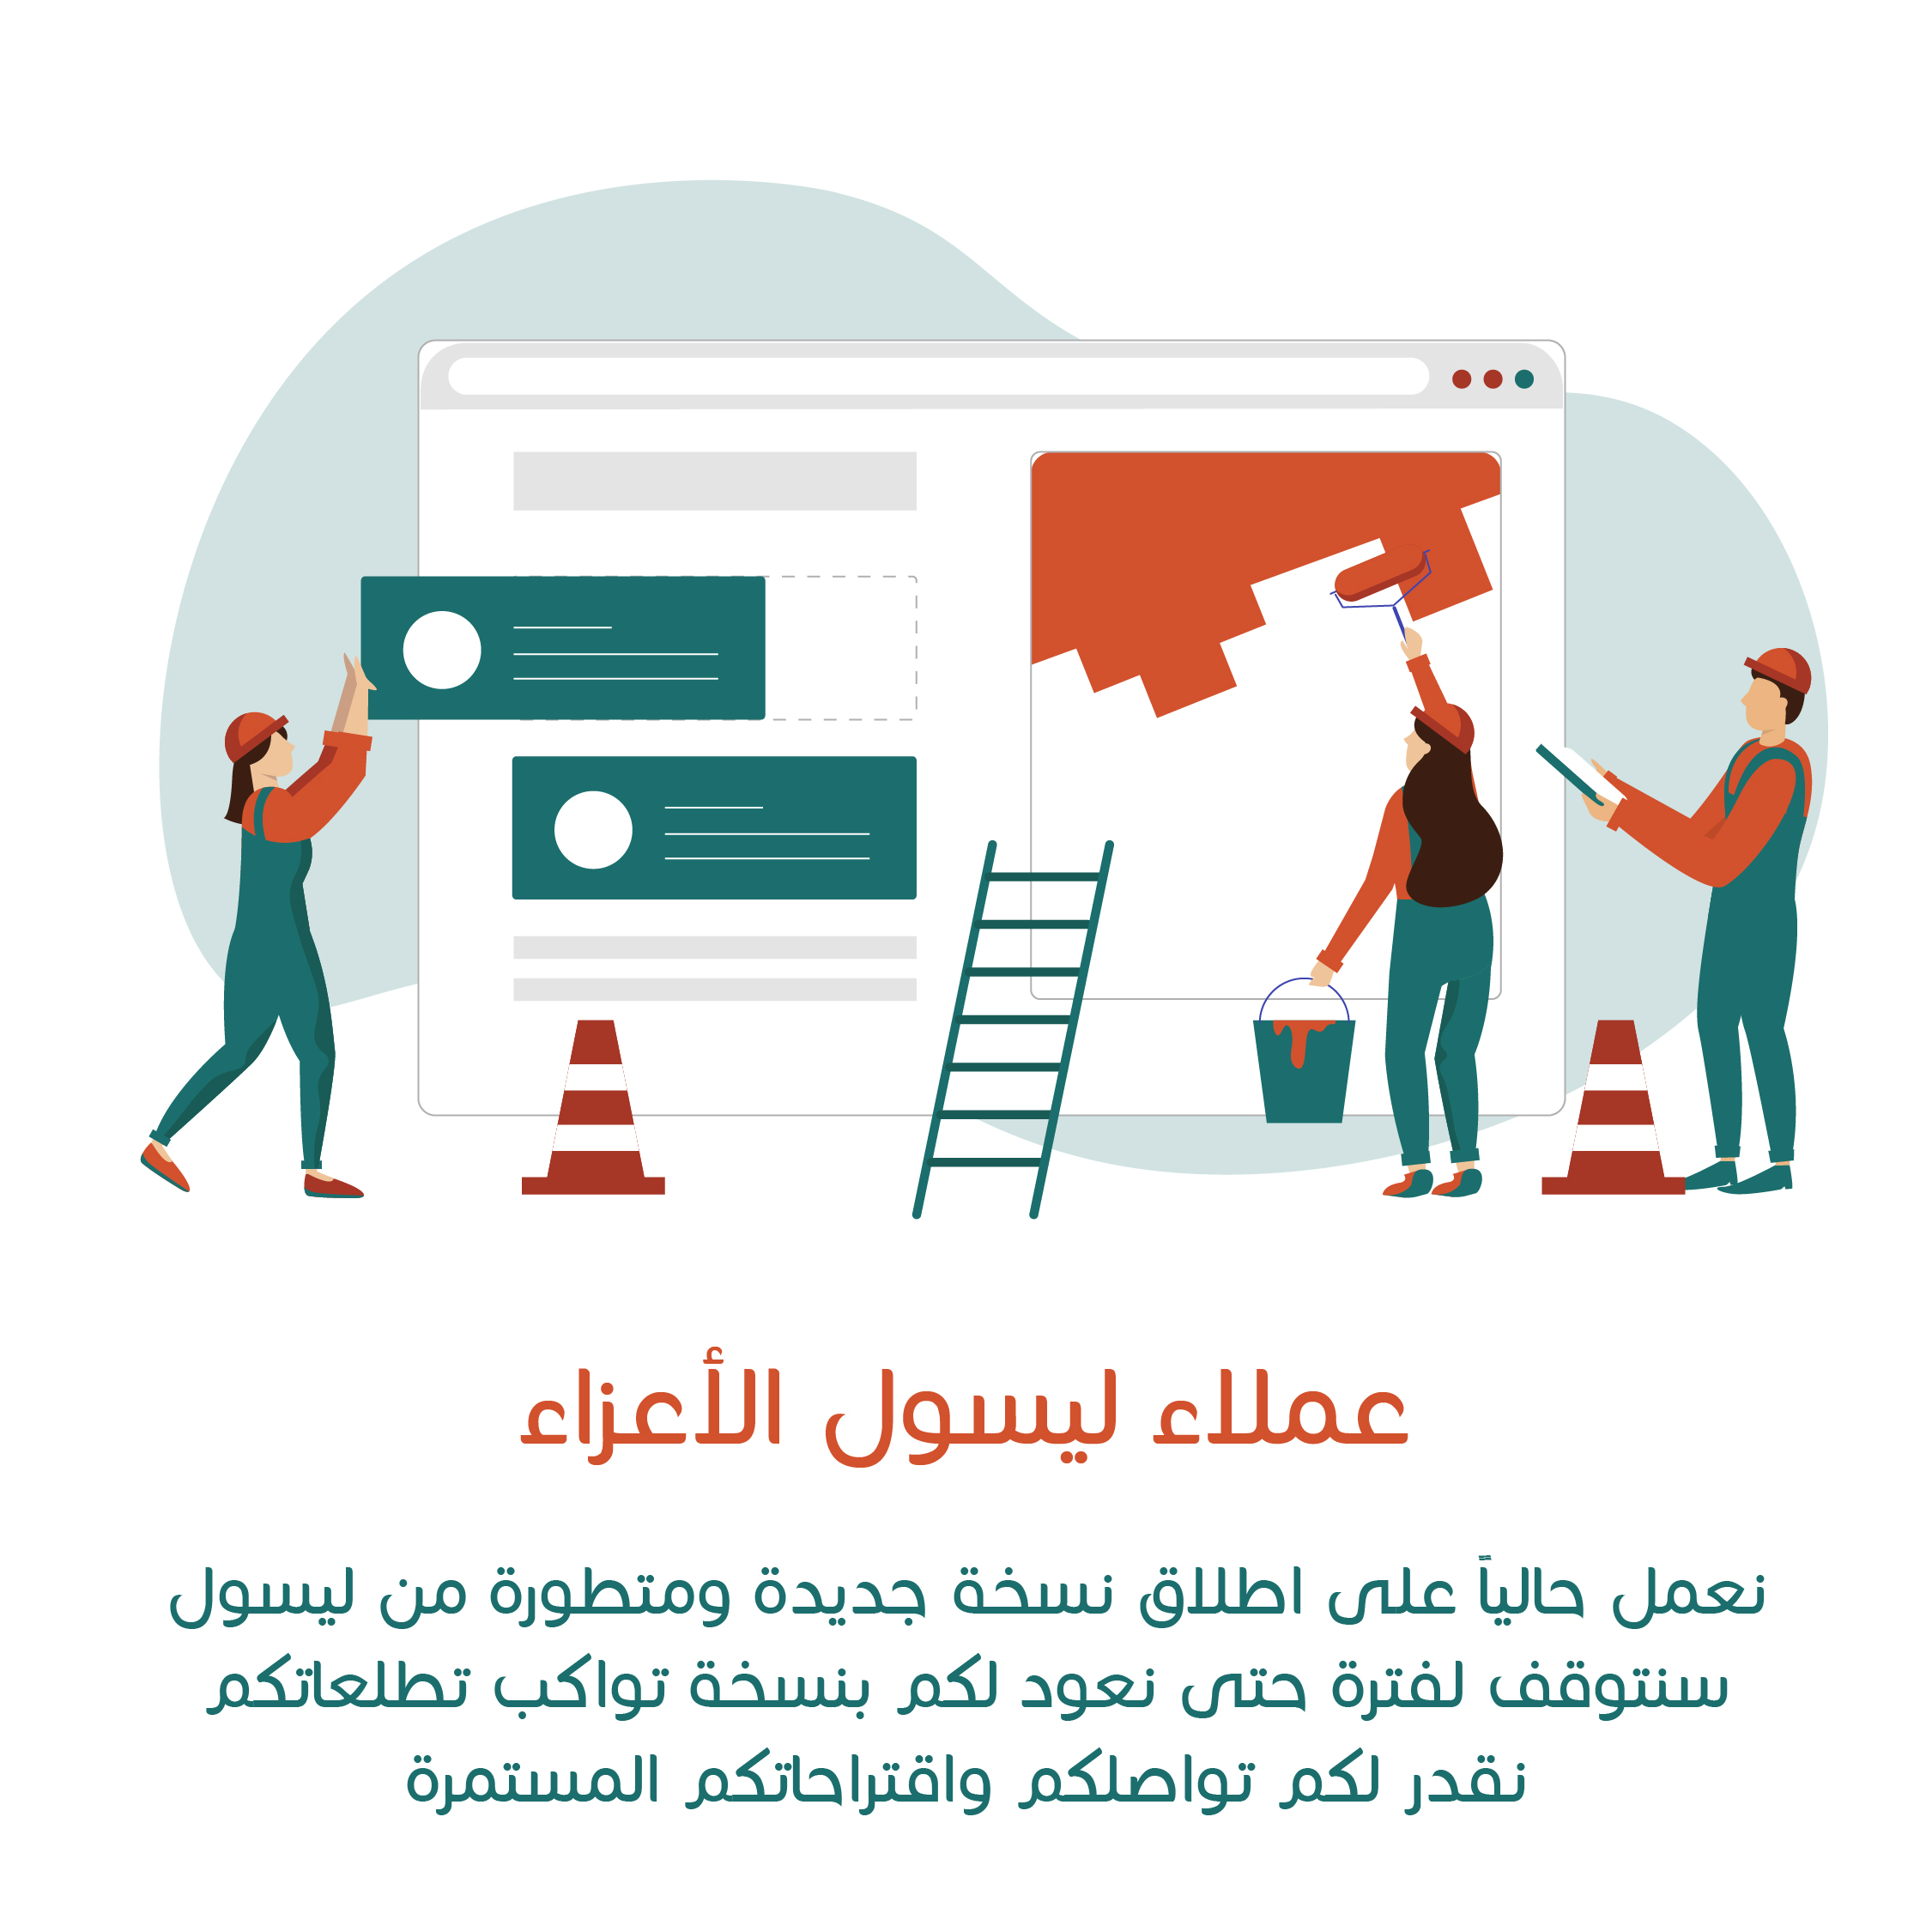 عملاء ليسول الأعزاء
نعمل حالياً على اطلاق نسخة جديدة ومتطورة من ليسول
ستتوقف لفترة حتى نعود لكم بنسخة تواكب تطلعاتكم
نقدر لكم تواصلكم واقتراحاتكم المستمرة